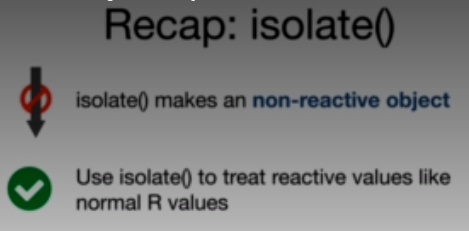 Recap: isolate()
isolate() makes an non-reactive object
Use isolate() to treat reactive values like
normal R values